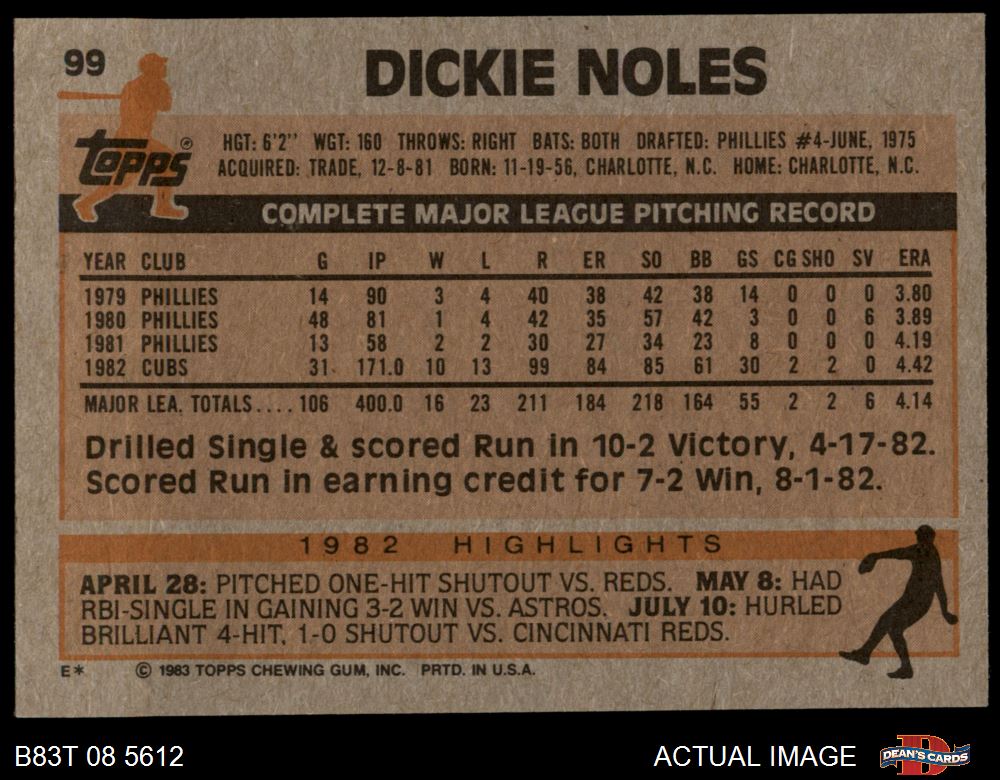 99
DICKIE NOLES
Topps®
HGT: 6'2" WGT: 160 THROWS: RIGHT BATS: BOTH DRAFTED: PHILLIES #4-JUNE, 1975
ACQUIRED: TRADE, 12-8-81 BORN: 11-19-56, CHARLOTTE, N.C. HOME: CHARLOTTE, N.C.
COMPLETE MAJOR LEAGUE PITCHING RECORD
YEAR CLUB G IP W L R ER SO BB GS CG SHO SV ERA
1979 PHILLIES 14 90 3 4 40 38 42 38 14 0 0 0 3.80
1980 PHILLIES 48 81 1 4 42 35 57 42 3 0 0 6 3.89
1981 PHILLIES 13 58 2 2 30 27 34 23 8 0 0 0 4.19
1982 CUBS 31 171.0 10 13 99 84 85 61 30 2 2 0 4.42
MAJOR LEA. TOTALS.... 106 400.0 16 23 211 184 218 164 55 2 2 6 4.14
Drilled Single & scored Run in 10-2 Victory, 4-17-82.
Scored Run in earning credit for 7-2 Win, 8-1-82.
1982 HIGHLIGHTS
APRIL 28: PITCHED ONE-HIT SHUTOUT VS. REDS. MAY 8: HAD
RBI-SINGLE IN GAINING 3-2 WIN VS. ASTROS. JULY 10: HURLED
BRILLIANT 4-HIT, 1-0 SHUTOUT VS. CINCINNATI REDS.
E* © 1983 TOPPS CHEWING GUM, INC. PRTD. IN U.S.A.
B83T 08 5612 ACTUAL IMAGE DEAN'S CARDS